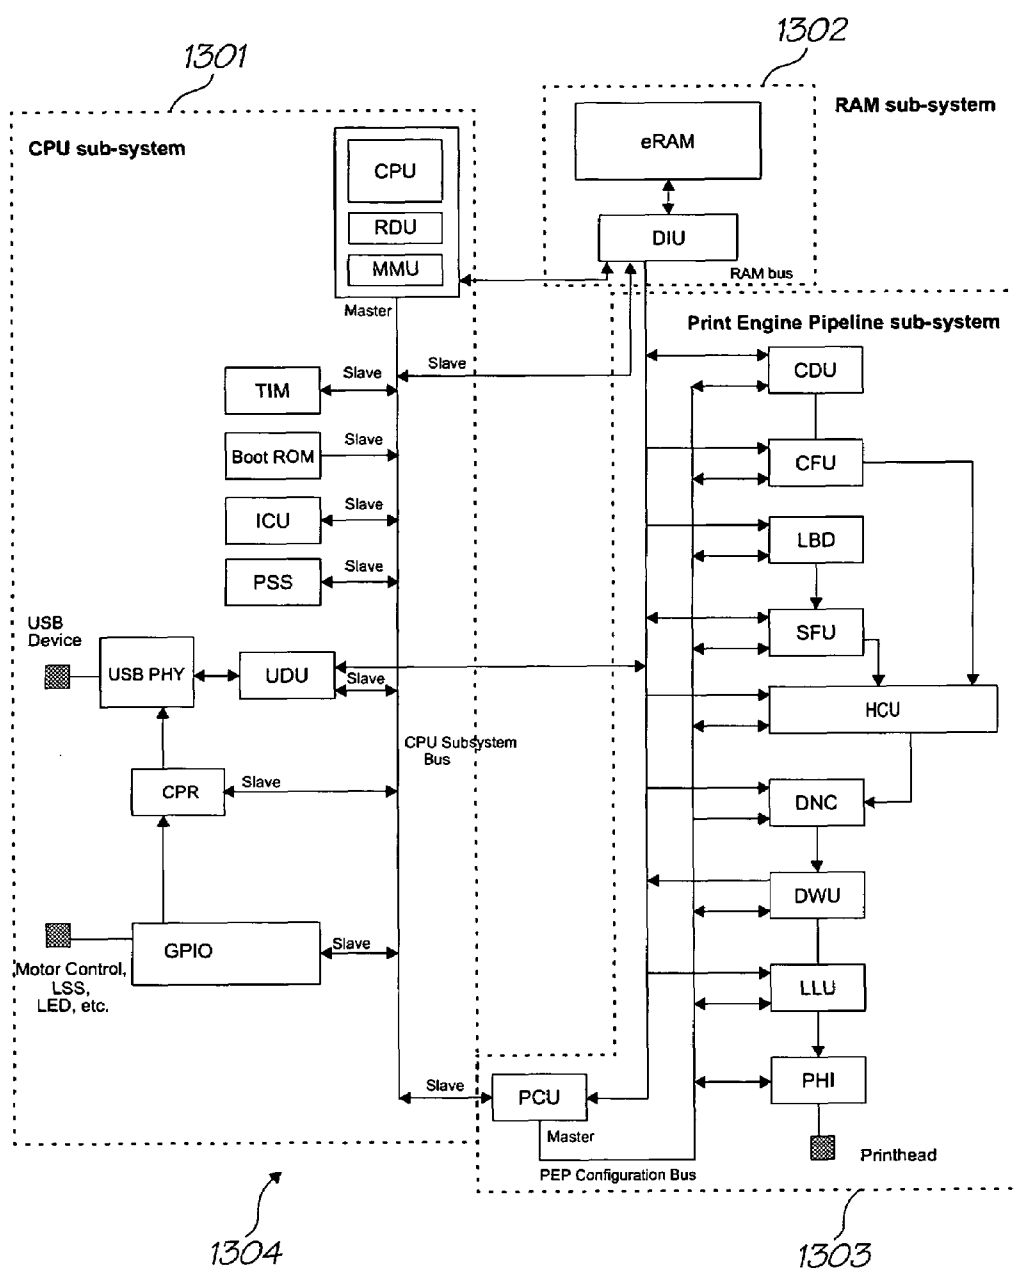 1301
1302
CPU sub-system
RAM sub-system
eRAM
DIU
RAM bus
CPU
RDU
MMU
Master
Print Engine Pipeline sub-system
Slave
TIM
Slave
CDU
Boot ROM
Slave
CFU
ICU
Slave
LBD
PSS
Slave
SFU
USB
Device
USB PHY
UDU
Slave
HCU
CPU Subsystem
Bus
CPR
Slave
DNC
DWU
GPIO
Slave
Motor Control,
LSS,
LED, etc.
LLU
PHI
Slave
PCU
Master
PEP Configuration Bus
Printhead
1304
1303